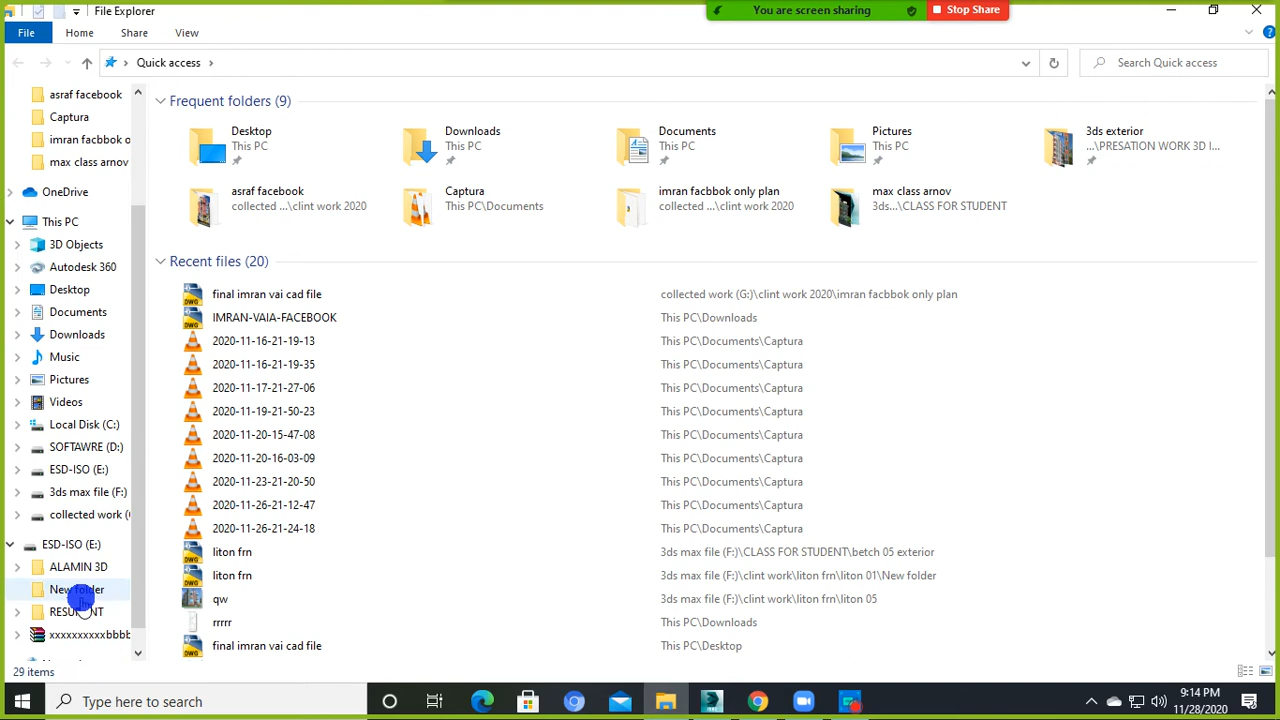 File Explorer
You are screen sharing
Stop Share
File
Home
Share
View
Quick access
Search Quick access
asraf facebook
Captura
imran facbbok o
max class arnov
OneDrive
This PC
3D Objects
Autodesk 360
Desktop
Documents
Downloads
Music
Pictures
Videos
Local Disk (C:)
SOFTAWRE (D:)
ESD-ISO (E:)
3ds max file (F:)
collected work (
ESD-ISO (E:)
ALAMIN 3D
New folder
xxxxxxxxxxbbbb
Frequent folders (9)
Desktop
This PC
Downloads
This PC
Documents
This PC
Pictures
This PC
3ds exterior
...\PRESATION WORK 3D I...
asraf facebook
collected ...\clint work 2020
Captura
This PC\Documents
imran facbbok only plan
collected ...\clint work 2020
max class arnov
3ds...\CLASS FOR STUDENT
Recent files (20)
final imran vai cad file collected work (G:)\clint work 2020\imran facbbok only plan
IMRAN-VAIA-FACEBOOK This PC\Downloads
2020-11-16-21-19-13 This PC\Documents\Captura
2020-11-16-21-19-35 This PC\Documents\Captura
2020-11-17-21-27-06 This PC\Documents\Captura
2020-11-19-21-50-23 This PC\Documents\Captura
2020-11-20-15-47-08 This PC\Documents\Captura
2020-11-20-16-03-09 This PC\Documents\Captura
2020-11-23-21-20-50 This PC\Documents\Captura
2020-11-26-21-12-47 This PC\Documents\Captura
2020-11-26-21-24-18 This PC\Documents\Captura
liton frn 3ds max file (F:)\CLASS FOR STUDENT\betch 05 exterior
liton frn 3ds max file (F:)\clint work\liton frn\liton 01\New folder
qw 3ds max file (F:)\clint work\liton frn\liton 05
rrrrr This PC\Downloads
final imran vai cad file This PC\Desktop
29 items
Type here to search
9:14 PM
11/28/2020